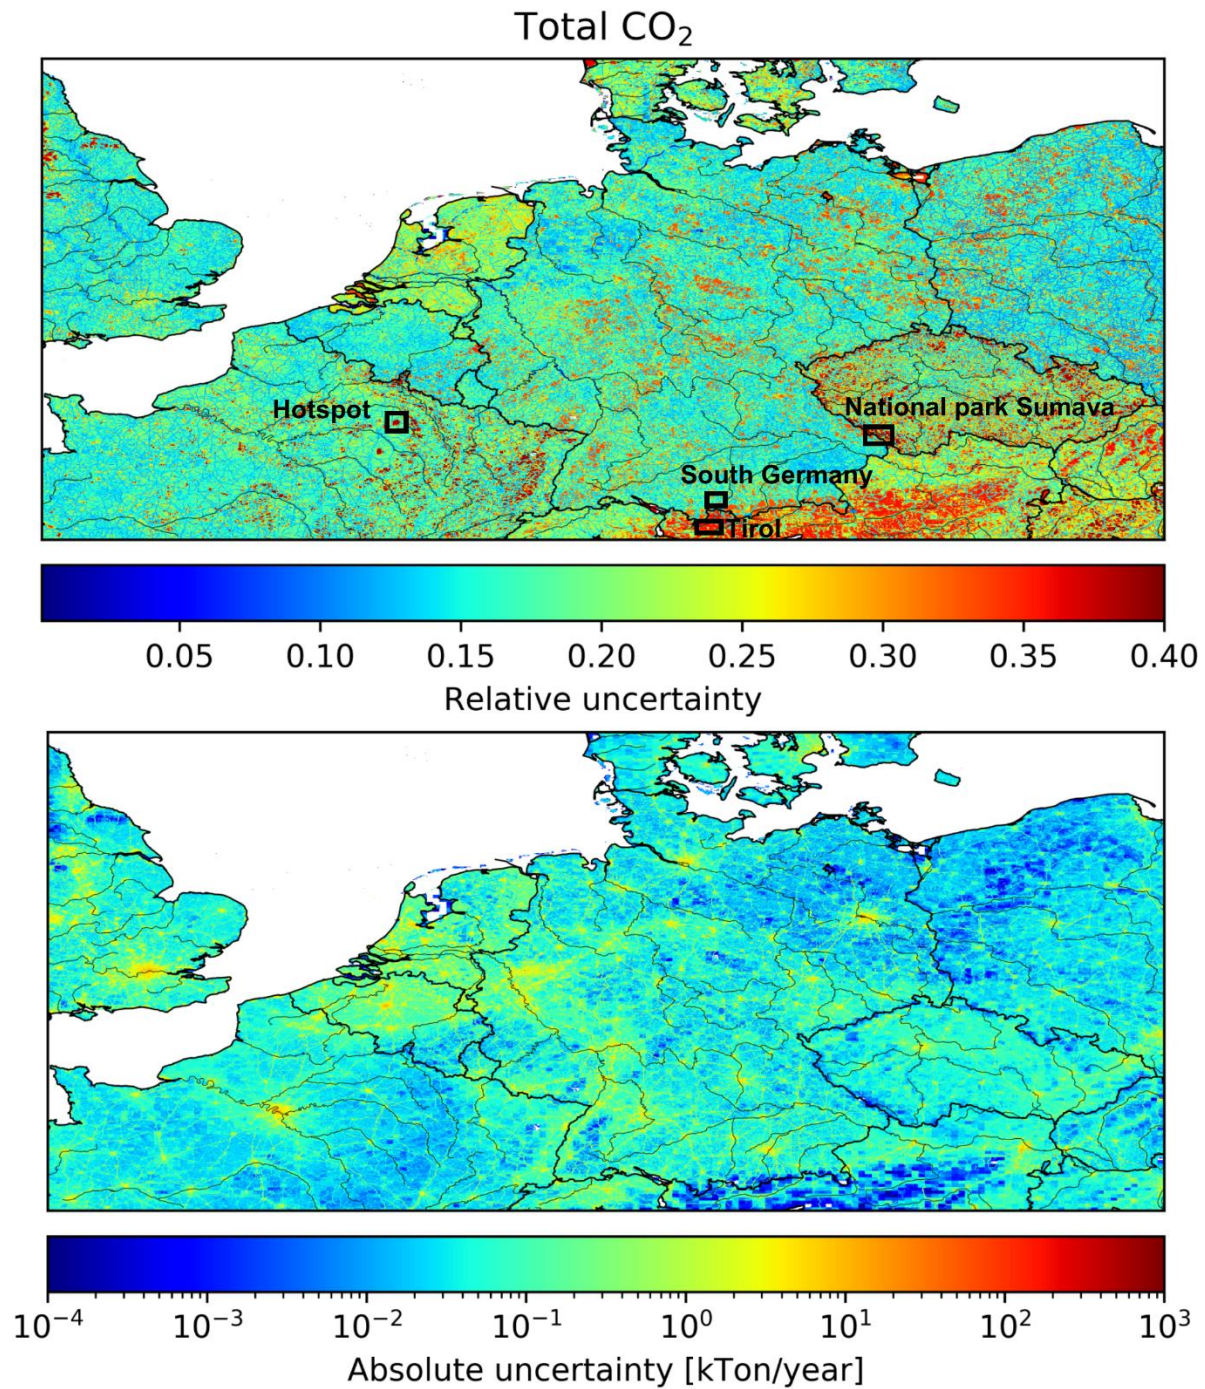 Total CO₂
Hotspot
National park Sumava
South Germany
Tirol
0.05 0.10 0.15 0.20 0.25 0.30 0.35 0.40
Relative uncertainty
10⁻⁴ 10⁻³ 10⁻² 10⁻¹ 10⁰ 10¹ 10² 10³
Absolute uncertainty [kTon/year]